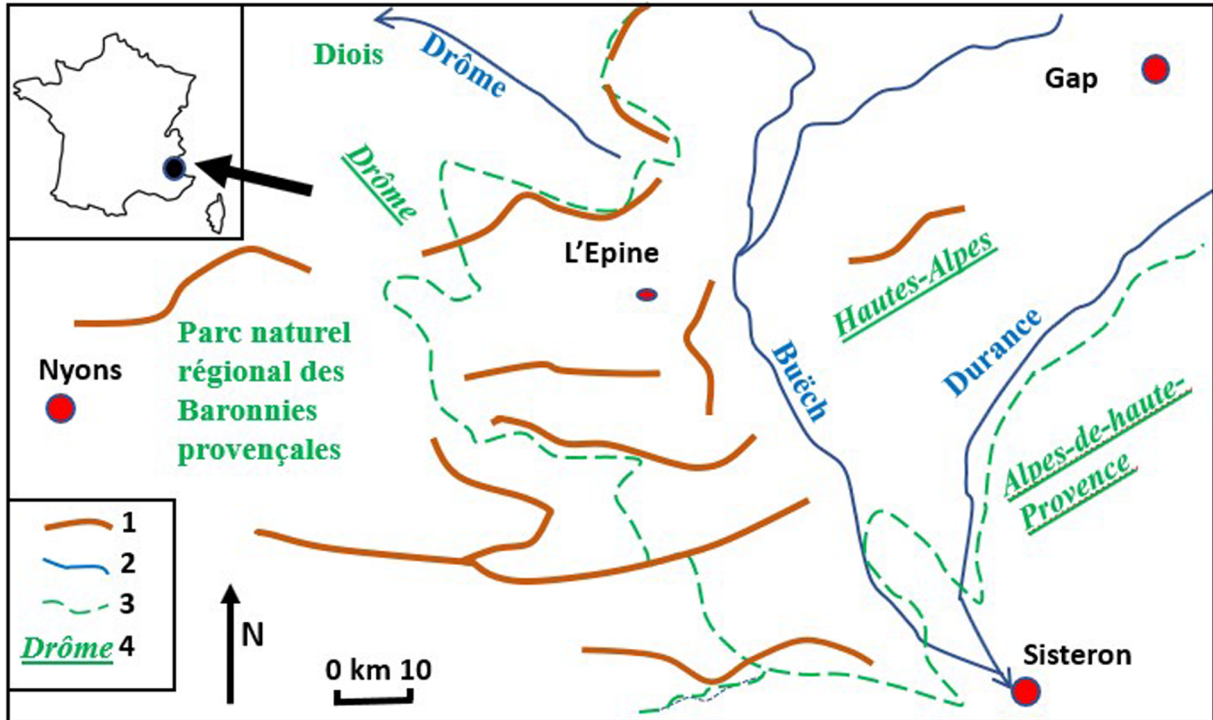 Diois
Drôme
Gap
Drôme
L'Epine
Hautes-Alpes
Parc naturel
régional des
Baronnies
provençales
Nyons
Buëch
Durance
Alpes-de-haute-
Provence
1
2
3
Drôme 4
N
0 km 10
Sisteron